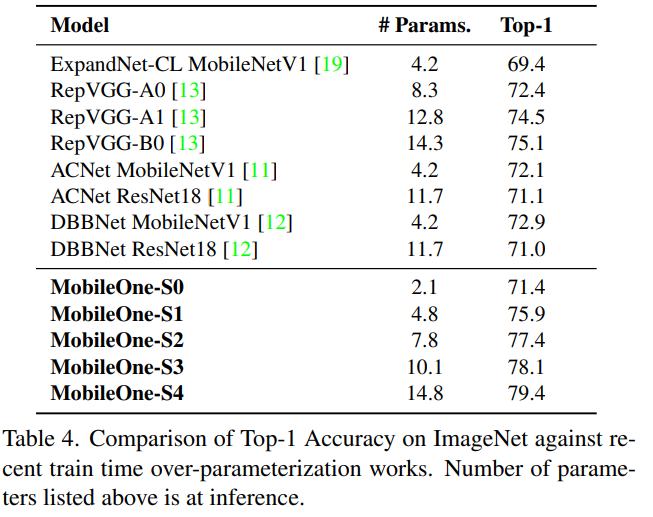 Model # Params. Top-1
ExpandNet-CL MobileNetV1 [19] 4.2 69.4
RepVGG-A0 [13] 8.3 72.4
RepVGG-A1 [13] 12.8 74.5
RepVGG-B0 [13] 14.3 75.1
ACNet MobileNetV1 [11] 4.2 72.1
ACNet ResNet18 [11] 11.7 71.1
DBBNet MobileNetV1 [12] 4.2 72.9
DBBNet ResNet18 [12] 11.7 71.0
MobileOne-S0 2.1 71.4
MobileOne-S1 4.8 75.9
MobileOne-S2 7.8 77.4
MobileOne-S3 10.1 78.1
MobileOne-S4 14.8 79.4
Table 4. Comparison of Top-1 Accuracy on ImageNet against re-
cent train time over-parameterization works. Number of parame-
ters listed above is at inference.